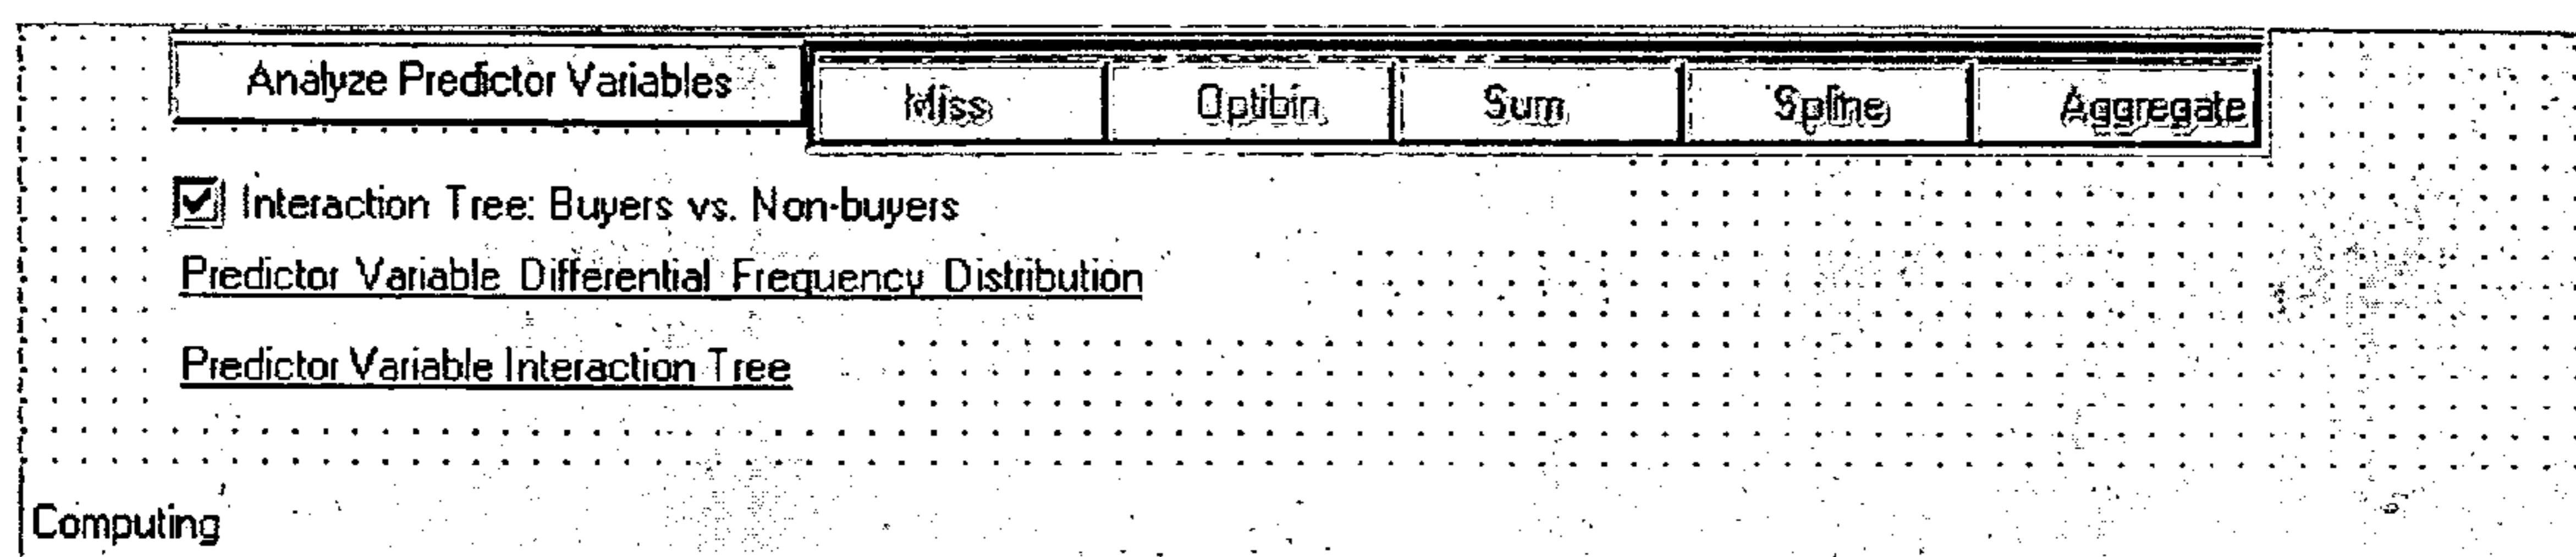 Analyze Predictor Variables Miss Optibin Sum Spline Aggregate
Interaction Tree: Buyers vs. Non-buyers
Predictor Variable Differential Frequency Distribution
Predictor Variable Interaction Tree
Computing